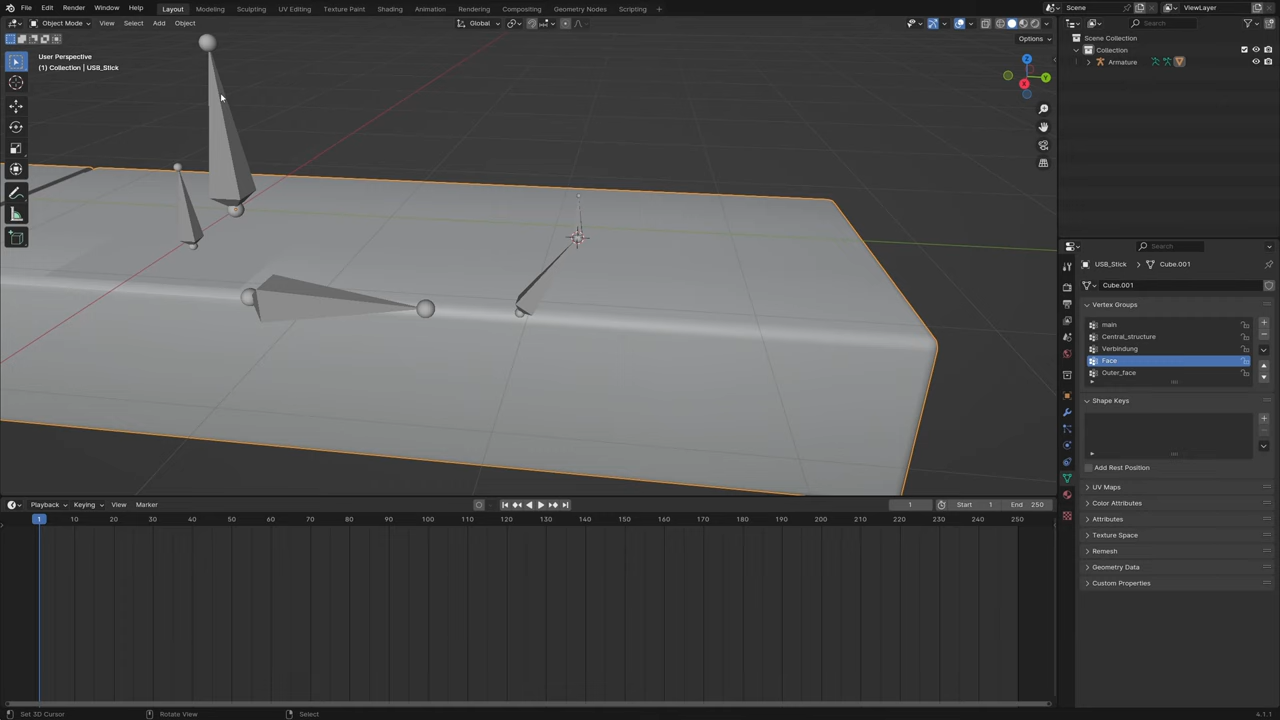 File Edit Render Window Help Layout Modeling Sculpting UV Editing Texture Paint Shading Animation Rendering Compositing Geometry Nodes Scripting + Scene ViewLayer
Object Mode View Select Add Object Global Search
Options
User Perspective
(1) Collection | USB_Stick
Z
Y
X
Scene Collection
Collection
Armature
Search
USB_Stick > Cube.001
Cube.001
Vertex Groups
main
Central_structure
Verbindung
Face
Outer_face
Shape Keys
Add Rest Position
UV Maps
Color Attributes
Attributes
Texture Space
Remesh
Geometry Data
Custom Properties
Playback Keying View Marker 1 Start 1 End 250
1 10 20 30 40 50 60 70 80 90 100 110 120 130 140 150 160 170 180 190 200 210 220 230 240 250
Set 3D Cursor Rotate View Select 4.1.1